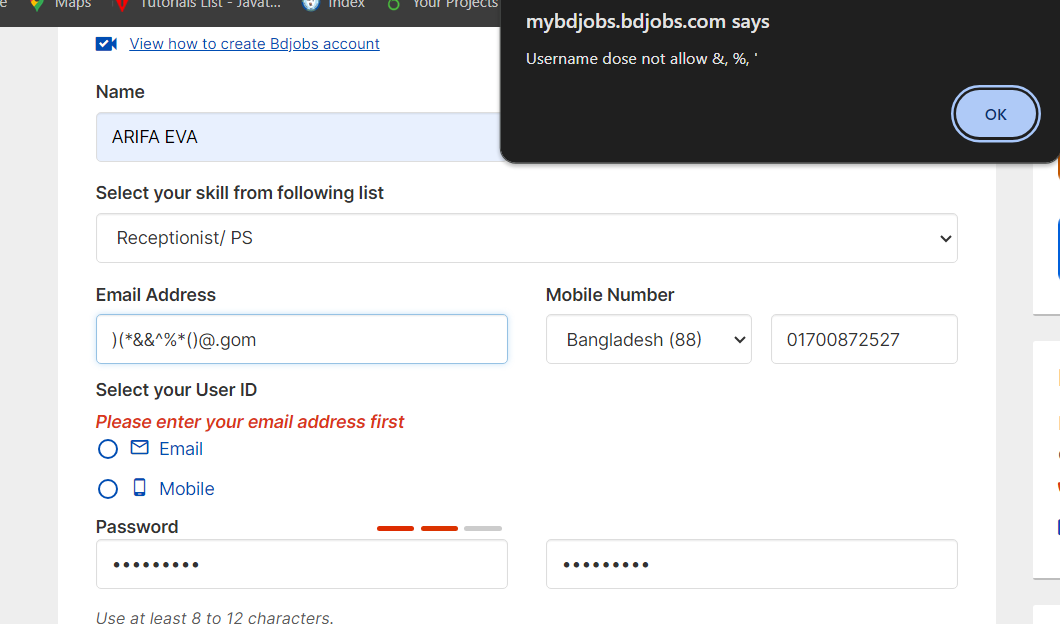 Maps
Tutorials List - Javat...
Index
Your Projects
mybdjobs.bdjobs.com says
Username dose not allow &, %, '
OK
View how to create Bdjobs account
Name
ARIFA EVA
Select your skill from following list
Receptionist/ PS
Email Address
Mobile Number
)(*&&^%*()@.gom
Bangladesh (88)
01700872527
Select your User ID
Please enter your email address first
Email
Mobile
Password
•••••••••
•••••••••
Use at least 8 to 12 characters.